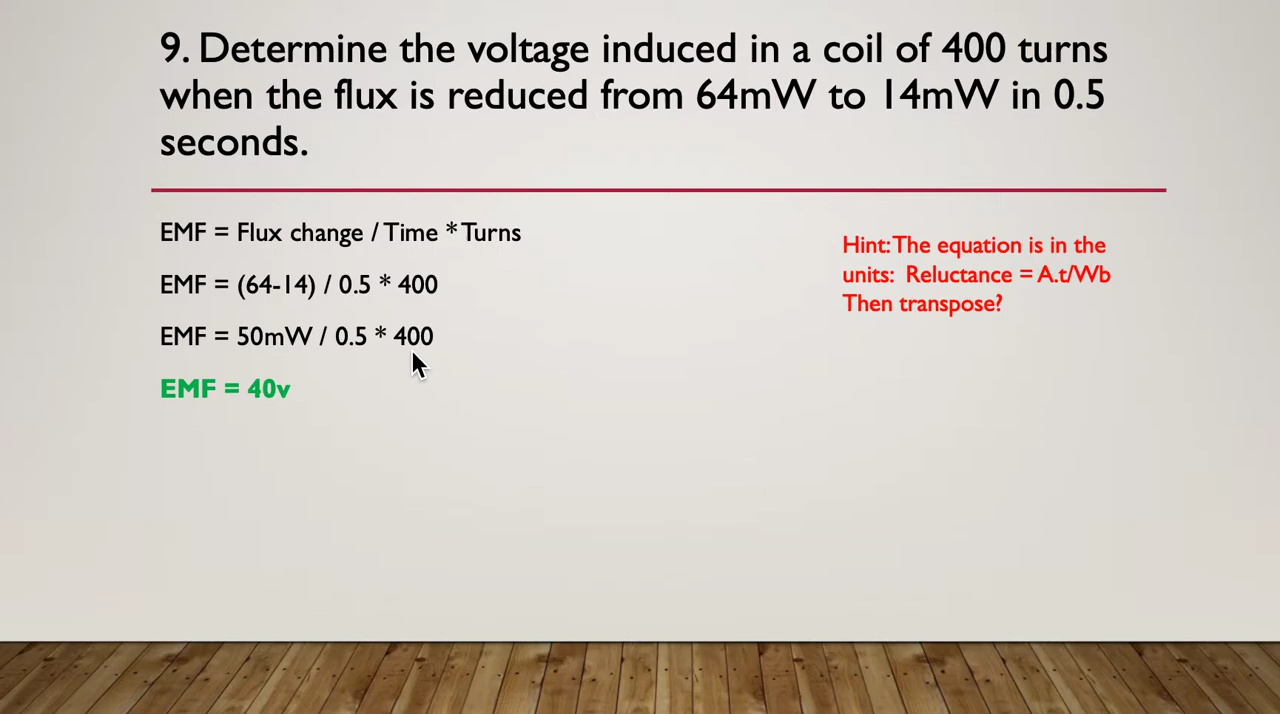 9. Determine the voltage induced in a coil of 400 turns
when the flux is reduced from 64mW to 14mW in 0.5
seconds.
EMF = Flux change / Time * Turns
EMF = (64-14) / 0.5 * 400
EMF = 50mW / 0.5 * 400
EMF = 40v
Hint: The equation is in the
units: Reluctance = A.t/Wb
Then transpose?